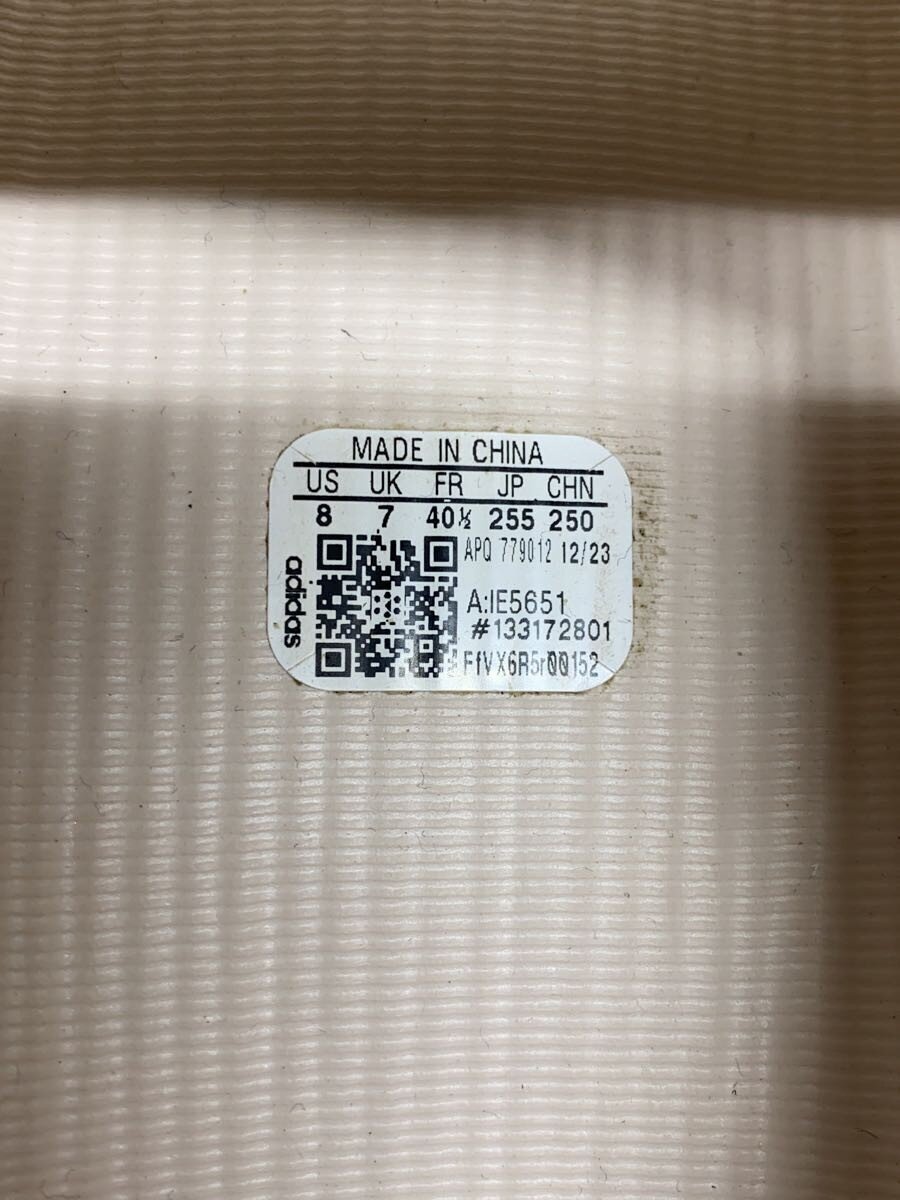 MADE IN CHINA
US UK FR JP CHN
8 7 40½ 255 250
APQ 779012 12/23
adidas
A:IE5651
#133172801
FfVX6R5r00152